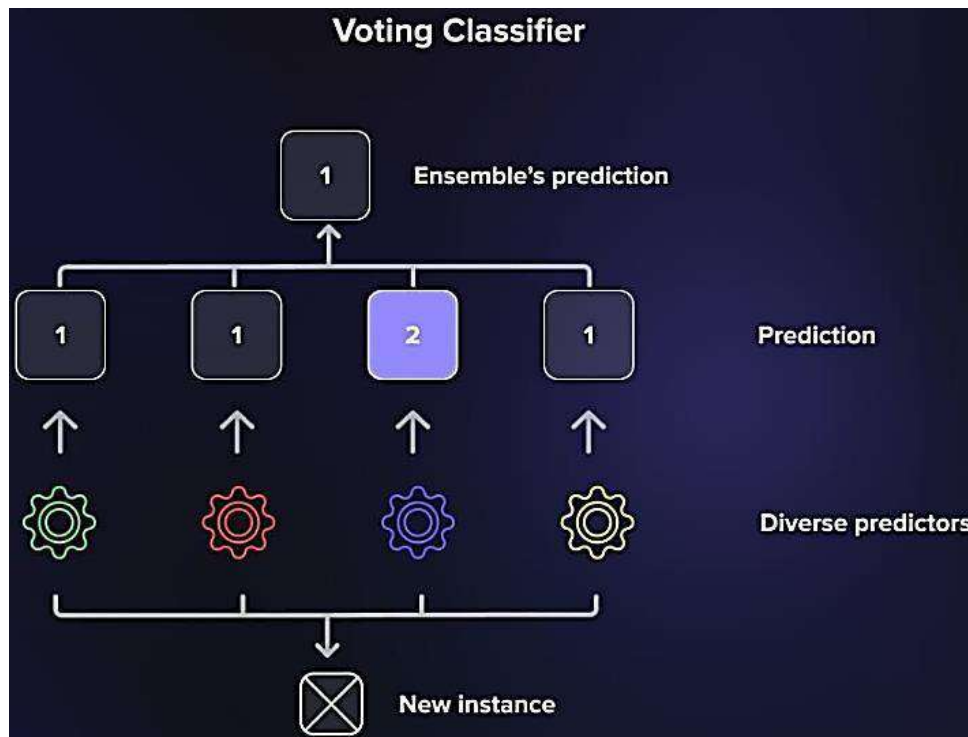 Voting Classifier
1 Ensemble's prediction
1 1 2 1 Prediction
Diverse predictors
New instance